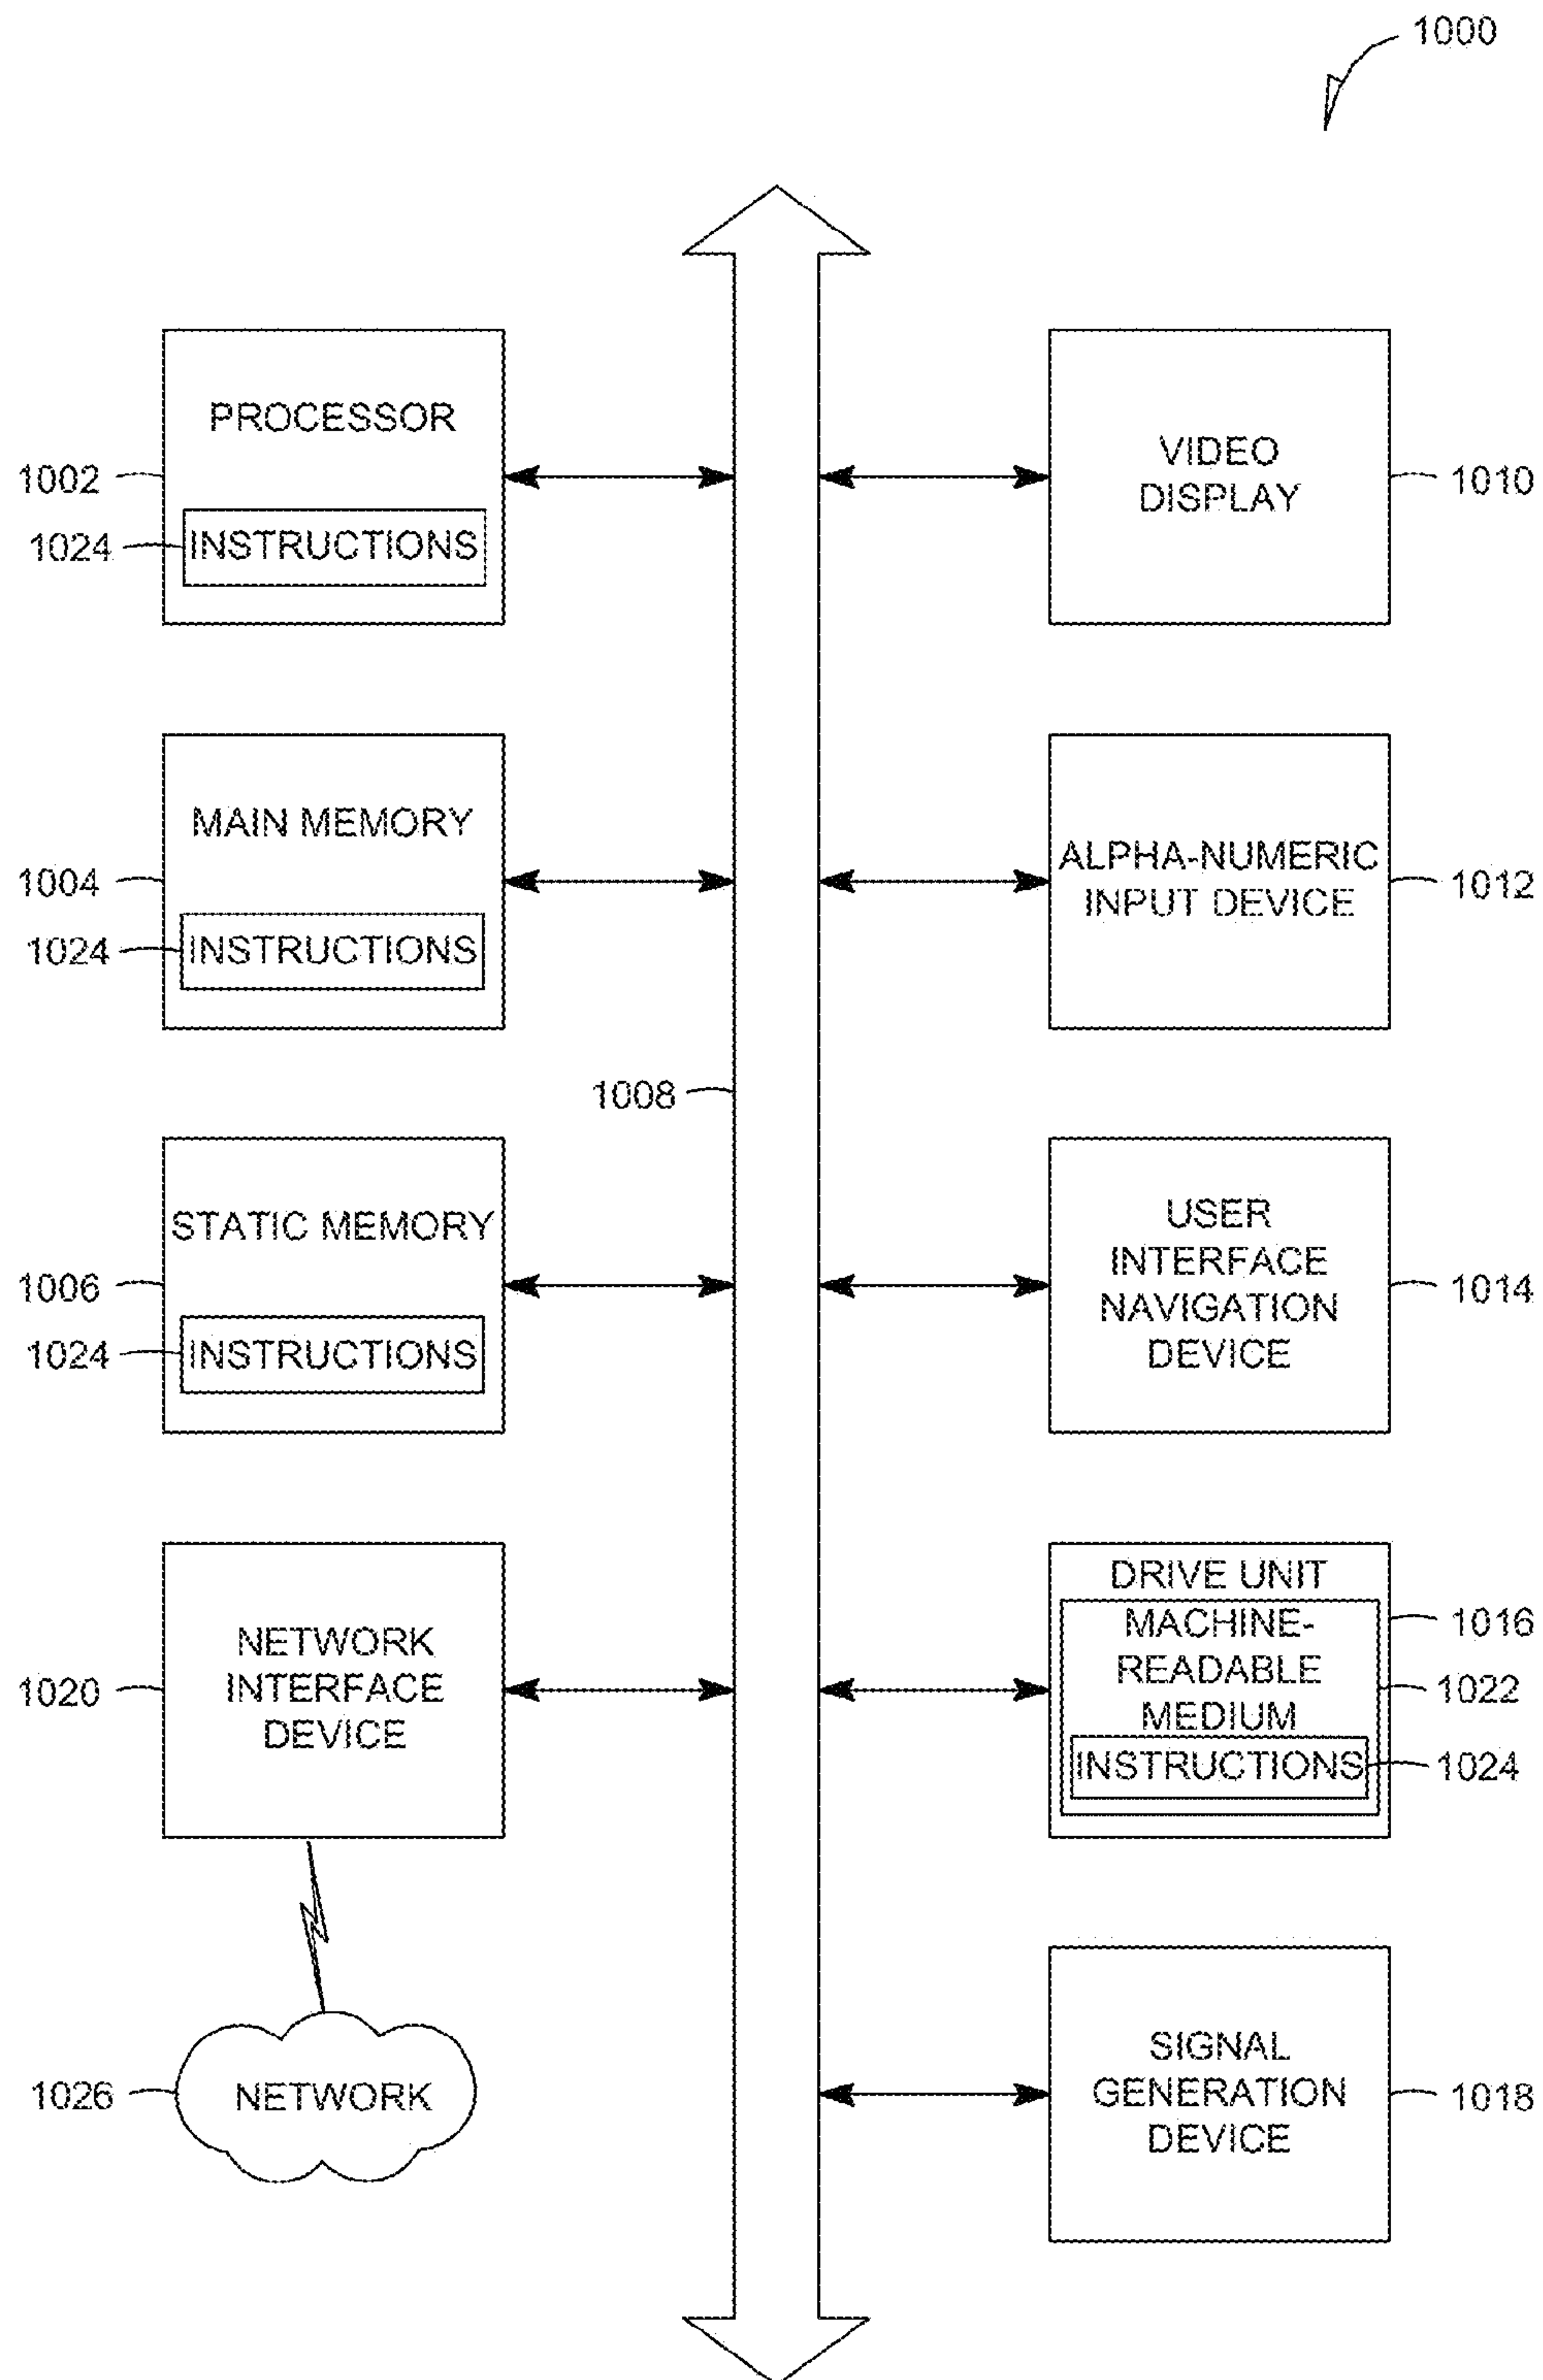 1000
PROCESSOR
1002
1024
INSTRUCTIONS
VIDEO
DISPLAY
1010
MAIN MEMORY
1004
1024
INSTRUCTIONS
ALPHA-NUMERIC
INPUT DEVICE
1012
1008
STATIC MEMORY
1006
1024
INSTRUCTIONS
USER
INTERFACE
NAVIGATION
DEVICE
1014
NETWORK
INTERFACE
DEVICE
1020
DRIVE UNIT
1016
MACHINE-
READABLE
MEDIUM
1022
INSTRUCTIONS
1024
1026
NETWORK
SIGNAL
GENERATION
DEVICE
1018